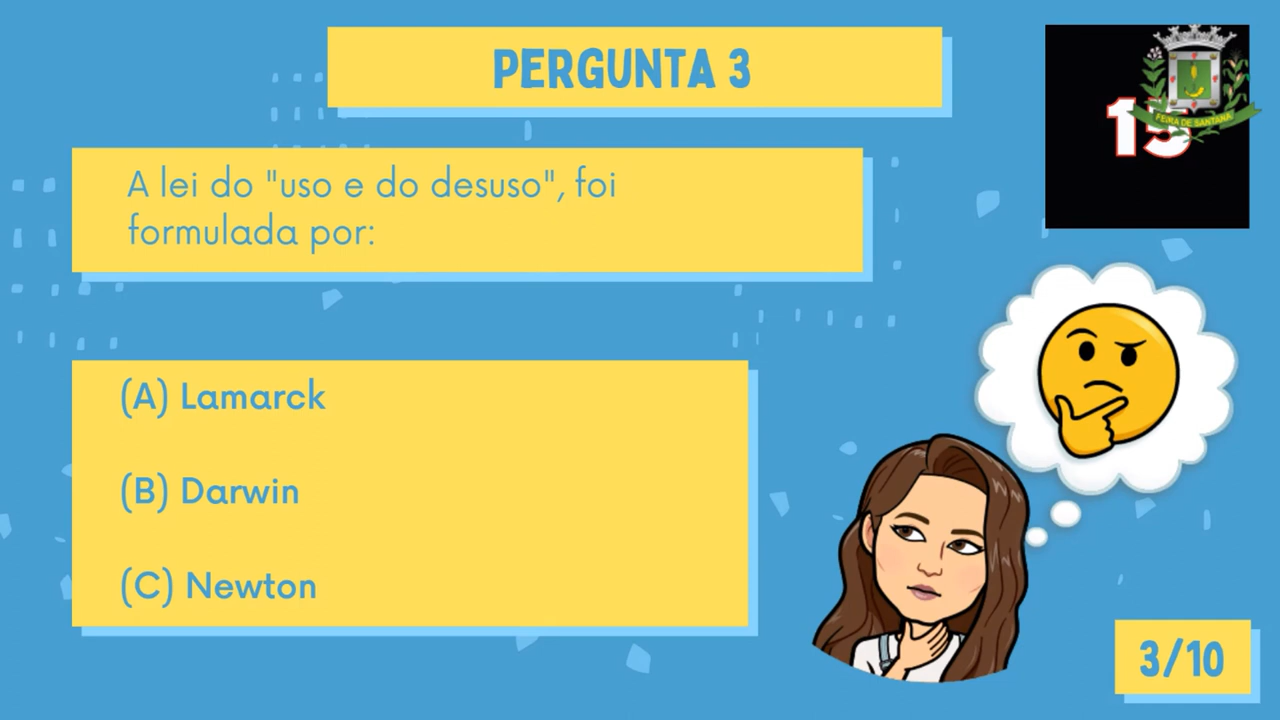 PERGUNTA 3
15
FEIRA DE SANTANA
A lei do "uso e do desuso", foi
formulada por:
(A) Lamarck
(B) Darwin
(C) Newton
3/10